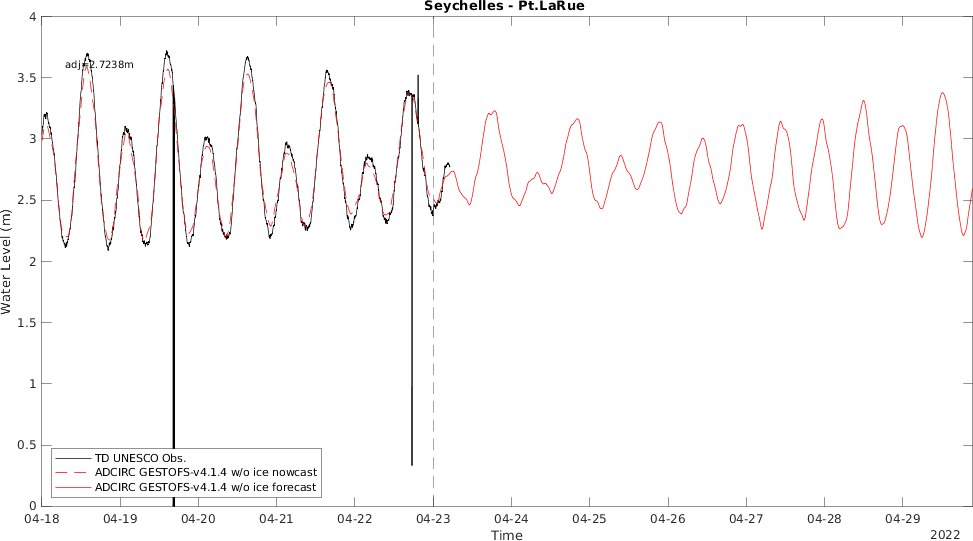 Seychelles - Pt.LaRue
adj=2.7238m
Water Level (m)
4
3.5
3
2.5
2
1.5
1
0.5
0
TD UNESCO Obs.
ADCIRC GESTOFS-v4.1.4 w/o ice nowcast
ADCIRC GESTOFS-v4.1.4 w/o ice forecast
04-18 04-19 04-20 04-21 04-22 04-23 04-24 04-25 04-26 04-27 04-28 04-29
Time
2022